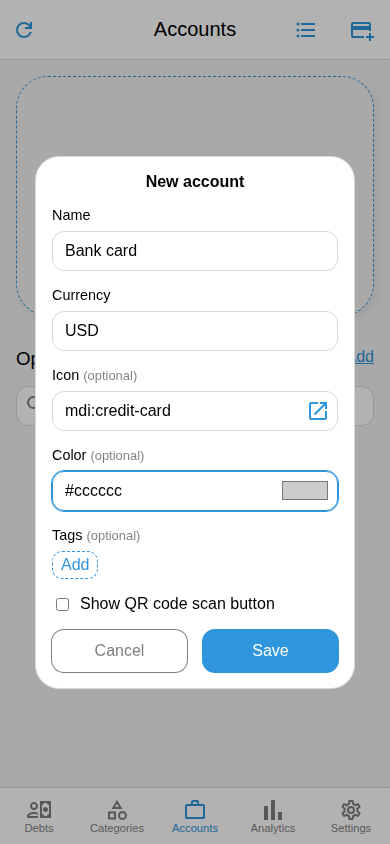 Accounts
New account
Name
Bank card
Currency
USD
Icon (optional)
mdi:credit-card
Color (optional)
#cccccc
Tags (optional)
Add
Show QR code scan button
Cancel Save
Debts Categories Accounts Analytics Settings